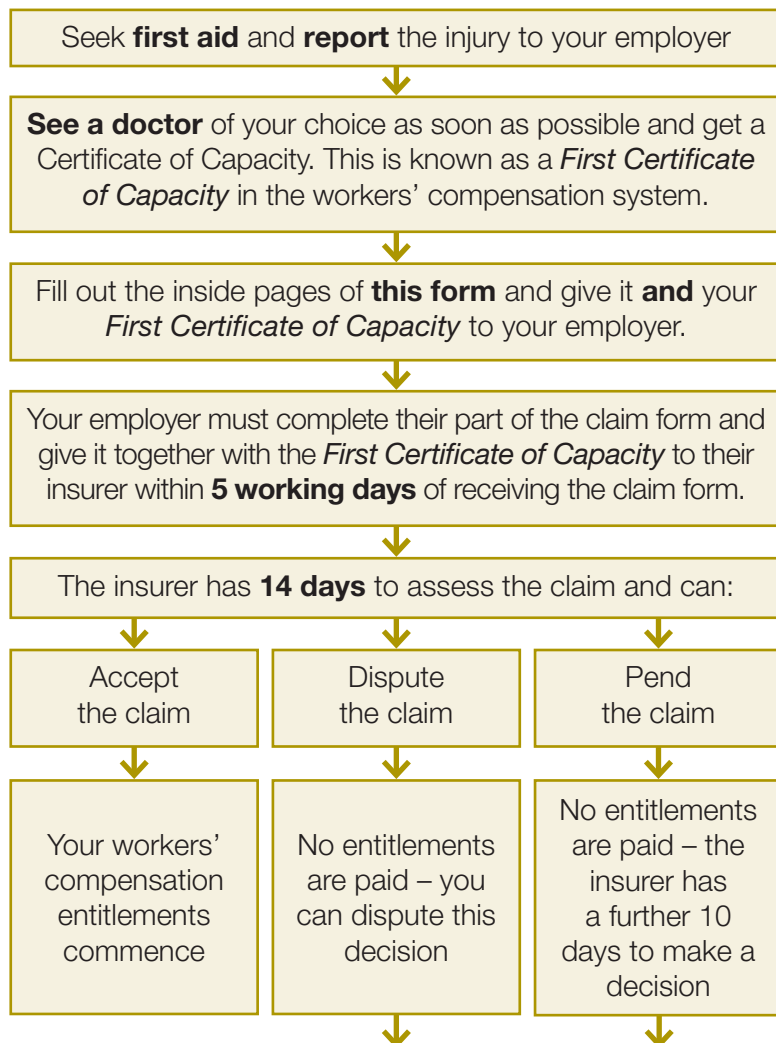 Seek first aid and report the injury to your employer
See a doctor of your choice as soon as possible and get a
Certificate of Capacity. This is known as a First Certificate
of Capacity in the workers’ compensation system.
Fill out the inside pages of this form and give it and your
First Certificate of Capacity to your employer.
Your employer must complete their part of the claim form and
give it together with the First Certificate of Capacity to their
insurer within 5 working days of receiving the claim form.
The insurer has 14 days to assess the claim and can:
Accept
the claim
Dispute
the claim
Pend
the claim
Your workers’
compensation
entitlements
commence
No entitlements
are paid – you
can dispute this
decision
No entitlements
are paid – the
insurer has
a further 10
days to make a
decision